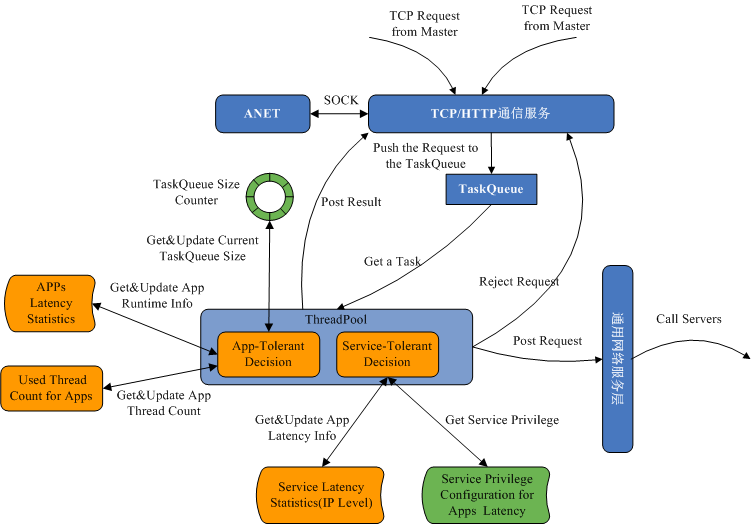 TCP Request
from Master
TCP Request
from Master
SOCK
ANET
TCP/HTTP通信服务
Push the Request to
the TaskQueue
TaskQueue
TaskQueue Size
Counter
Post Result
Get&Update Current
TaskQueue Size
Get a Task
Reject Request
APPs
Latency
Statistics
Get&Update App
Runtime Info
ThreadPool
App-Tolerant
Decision
Service-Tolerant
Decision
Post Request
通用网络服务层
Call Servers
Used Thread
Count for Apps
Get&Update App
Thread Count
Get&Update App
Latency Info
Get Service Privilege
Service Latency
Statistics(IP Level)
Service Privilege
Configuration for
Apps Latency